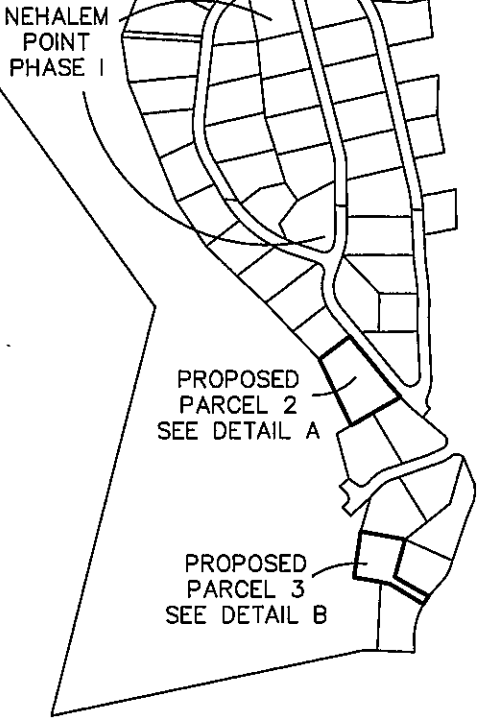 NEHALEM
POINT
PHASE I
PROPOSED
PARCEL 2
SEE DETAIL A
PROPOSED
PARCEL 3
SEE DETAIL B